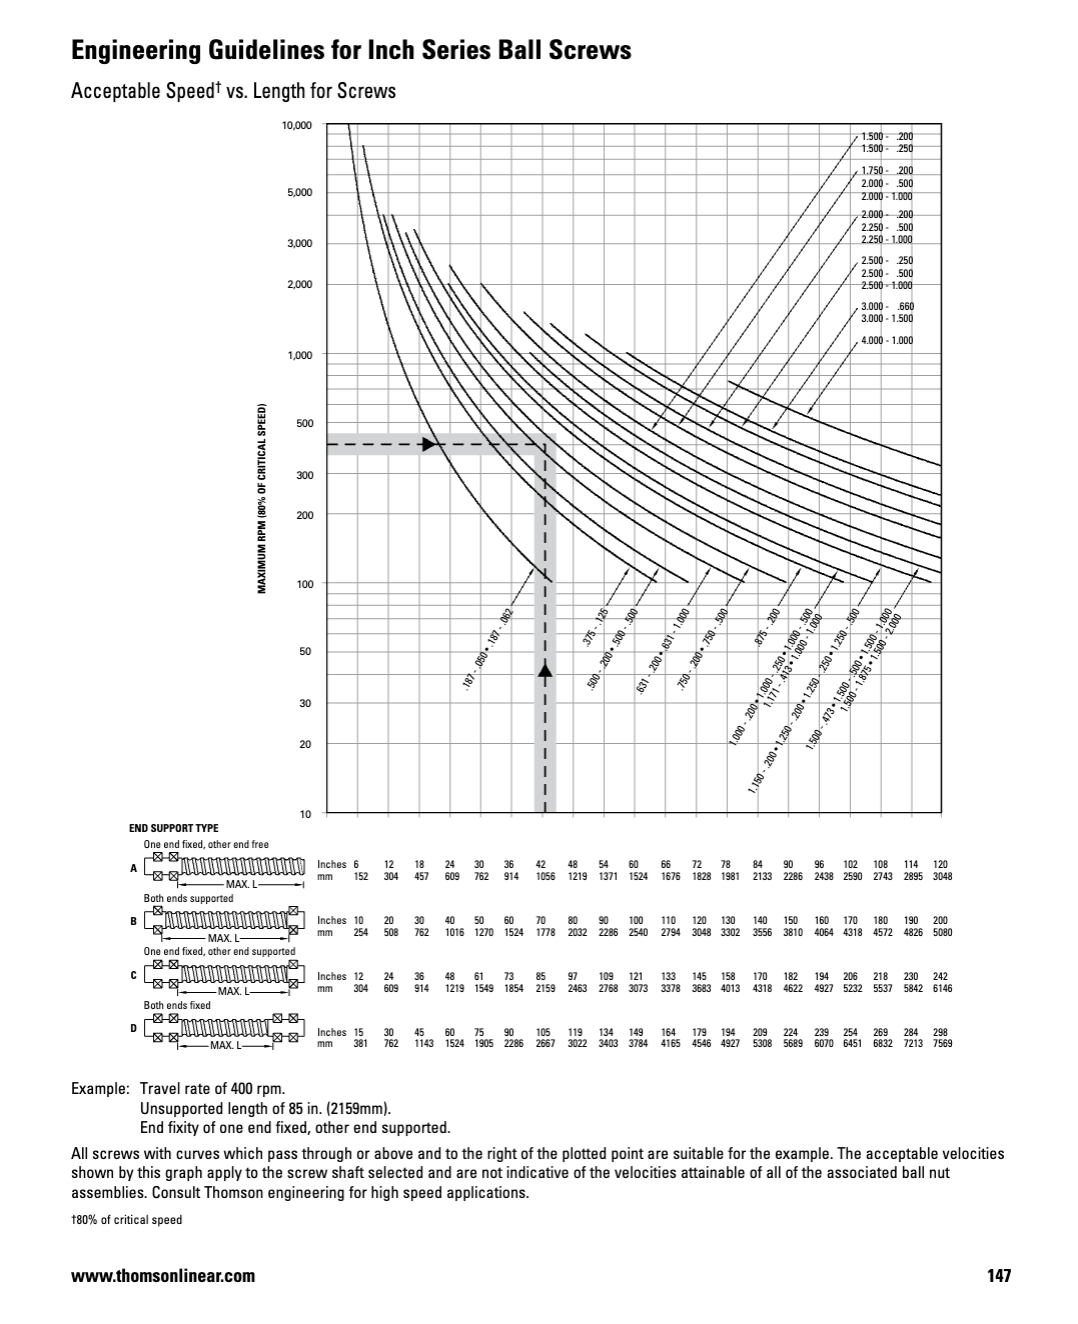 Engineering Guidelines for Inch Series Ball Screws
Acceptable Speed† vs. Length for Screws
10,000
5,000
3,000
2,000
1,000
500
300
200
100
50
30
20
10
MAXIMUM RPM (80% OF CRITICAL SPEED)
1.500 - .200
1.500 - .250
1.750 - .200
2.000 - .500
2.000 - 1.000
2.000 - .200
2.250 - .500
2.250 - 1.000
2.500 - .250
2.500 - .500
2.500 - 1.000
3.000 - .660
3.000 - 1.500
4.000 - 1.000
.187 - .050 • .187 - .062
.375 - .125
.500 - .200 • .500 - .500
.631 - .200 • .631 - 1.000
.750 - .200 • .750 - .500
.875 - .200
1.000 - .200 • 1.000 - .250 • 1.000 - .500
1.171 - .413 • 1.000 - 1.000
1.150 - .200 • 1.250 - .200 • 1.250 - .250 • 1.250 - .500
1.500 - .473 • 1.500 - .500 • 1.500 - 1.000
1.500 - 1.875 • 1.500 - 2.000
END SUPPORT TYPE
One end fixed, other end free
A
MAX. L
Inches 6 12 18 24 30 36 42 48 54 60 66 72 78 84 90 96 102 108 114 120
mm 152 304 457 609 762 914 1056 1219 1371 1524 1676 1828 1981 2133 2286 2438 2590 2743 2895 3048
Both ends supported
B
MAX. L
Inches 10 20 30 40 50 60 70 80 90 100 110 120 130 140 150 160 170 180 190 200
mm 254 508 762 1016 1270 1524 1778 2032 2286 2540 2794 3048 3302 3556 3810 4064 4318 4572 4826 5080
One end fixed, other end supported
C
MAX. L
Inches 12 24 36 48 61 73 85 97 109 121 133 145 158 170 182 194 206 218 230 242
mm 304 609 914 1219 1549 1854 2159 2463 2768 3073 3378 3683 4013 4318 4622 4927 5232 5537 5842 6146
Both ends fixed
D
MAX. L
Inches 15 30 45 60 75 90 105 119 134 149 164 179 194 209 224 239 254 269 284 298
mm 381 762 1143 1524 1905 2286 2667 3022 3403 3784 4165 4546 4927 5308 5689 6070 6451 6832 7213 7569
Example: Travel rate of 400 rpm.
Unsupported length of 85 in. (2159mm).
End fixity of one end fixed, other end supported.
All screws with curves which pass through or above and to the right of the plotted point are suitable for the example. The acceptable velocities
shown by this graph apply to the screw shaft selected and are not indicative of the velocities attainable of all of the associated ball nut
assemblies. Consult Thomson engineering for high speed applications.
†80% of critical speed
www.thomsonlinear.com
147